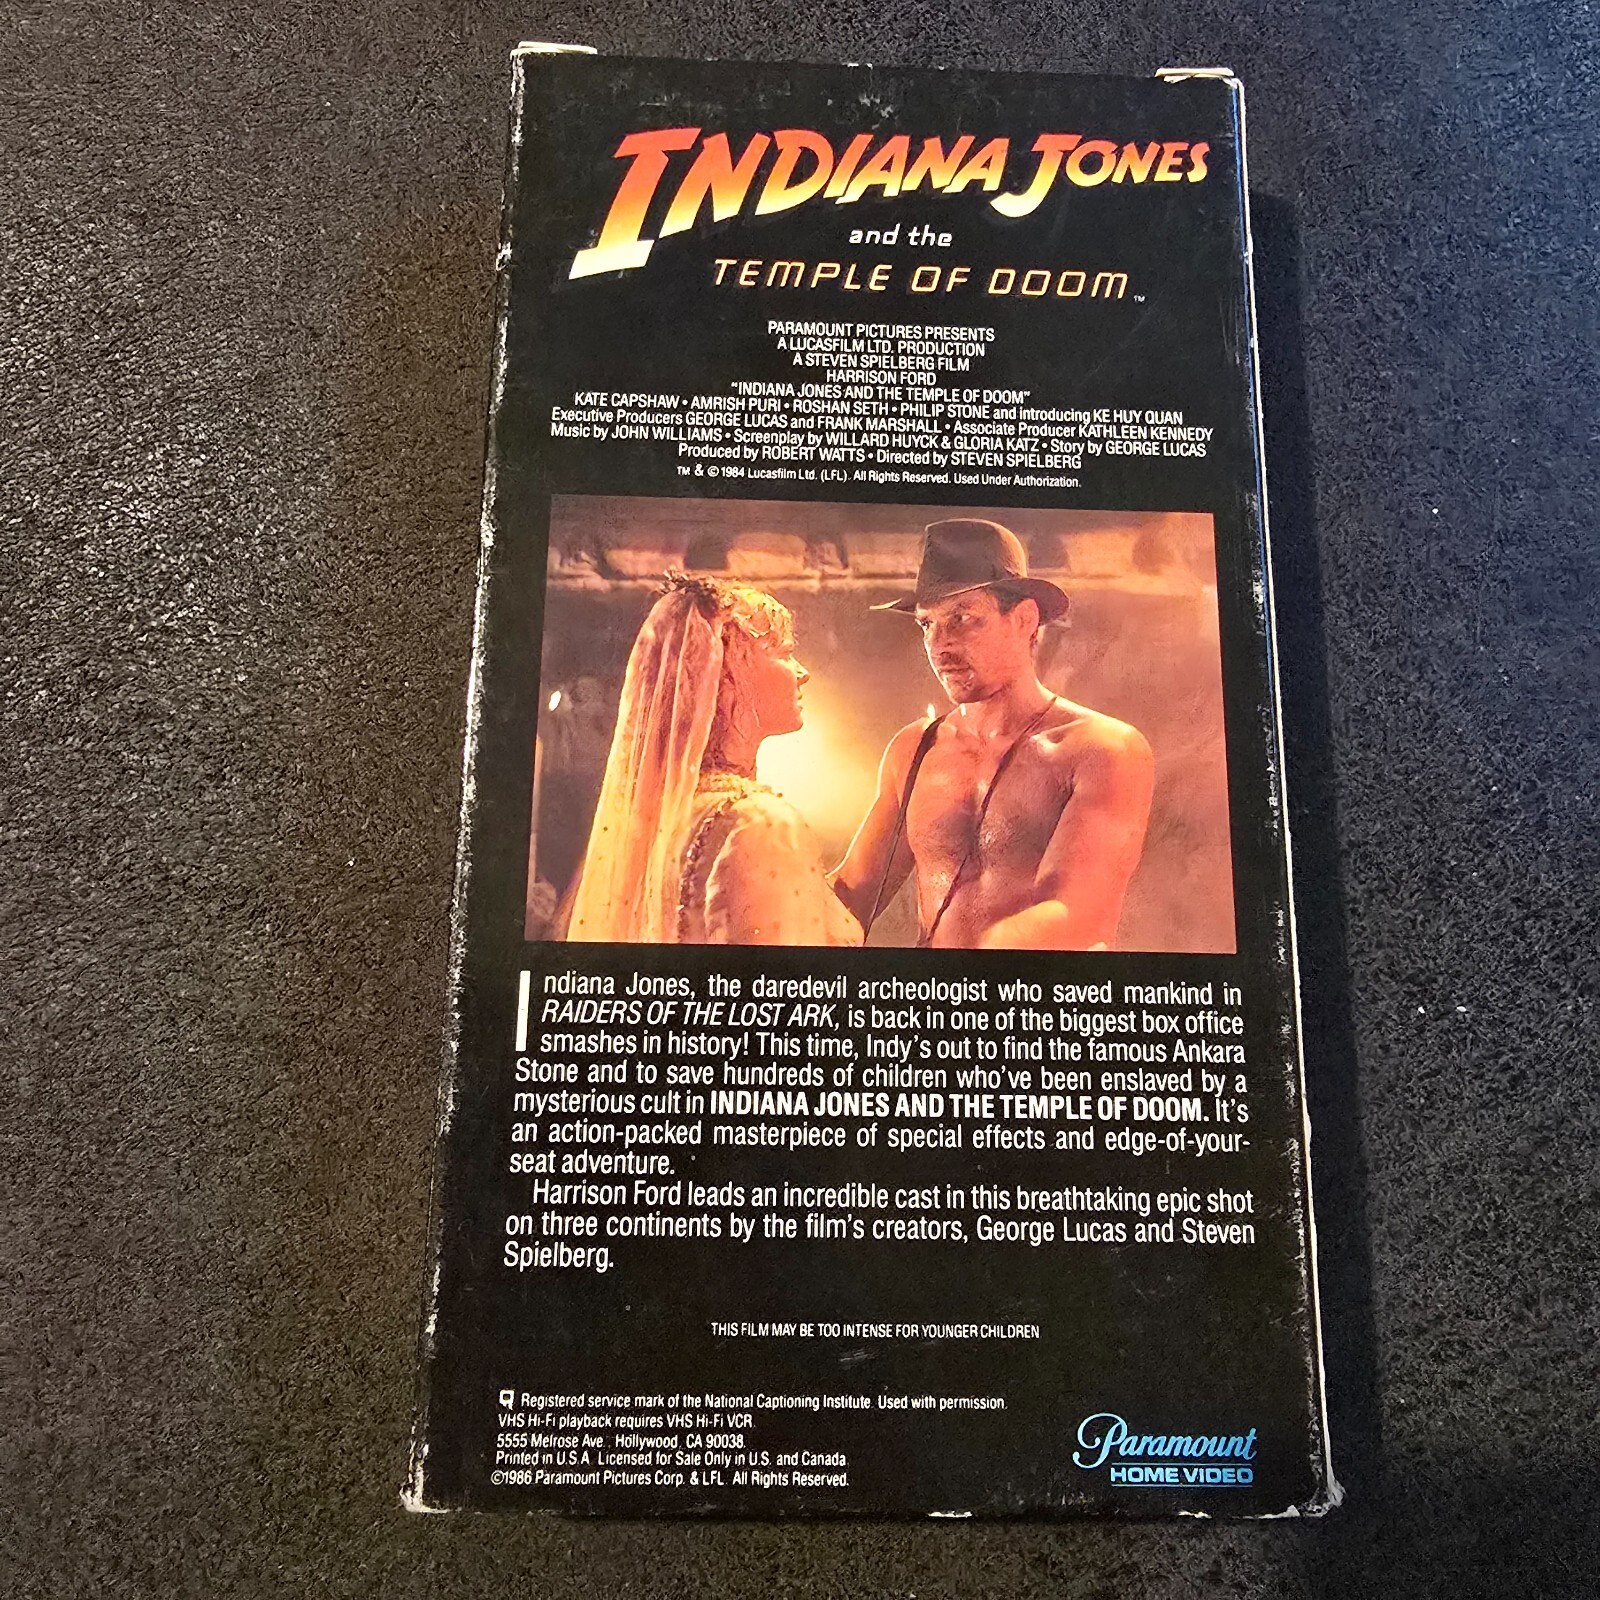 INDIANA JONES
and the
TEMPLE OF DOOM™
PARAMOUNT PICTURES PRESENTS
A LUCASFILM LTD. PRODUCTION
A STEVEN SPIELBERG FILM
HARRISON FORD
"INDIANA JONES AND THE TEMPLE OF DOOM"
KATE CAPSHAW • AMRISH PURI • ROSHAN SETH • PHILIP STONE and introducing KE HUY QUAN
Executive Producers GEORGE LUCAS and FRANK MARSHALL • Associate Producer KATHLEEN KENNEDY
Music by JOHN WILLIAMS • Screenplay by WILLARD HUYCK & GLORIA KATZ • Story by GEORGE LUCAS
Produced by ROBERT WATTS • Directed by STEVEN SPIELBERG
™ & © 1984 Lucasfilm Ltd. (LFL). All Rights Reserved. Used Under Authorization.
Indiana Jones, the daredevil archeologist who saved mankind in
RAIDERS OF THE LOST ARK, is back in one of the biggest box office
smashes in history! This time, Indy's out to find the famous Ankara
Stone and to save hundreds of children who've been enslaved by a
mysterious cult in INDIANA JONES AND THE TEMPLE OF DOOM. It's
an action-packed masterpiece of special effects and edge-of-your-
seat adventure.
Harrison Ford leads an incredible cast in this breathtaking epic shot
on three continents by the film's creators, George Lucas and Steven
Spielberg.
THIS FILM MAY BE TOO INTENSE FOR YOUNGER CHILDREN
Registered service mark of the National Captioning Institute. Used with permission.
VHS Hi-Fi playback requires VHS Hi-Fi VCR.
5555 Melrose Ave., Hollywood, CA 90038.
Printed in U.S.A. Licensed for Sale Only in U.S. and Canada.
©1986 Paramount Pictures Corp. & LFL. All Rights Reserved.
Paramount
HOME VIDEO